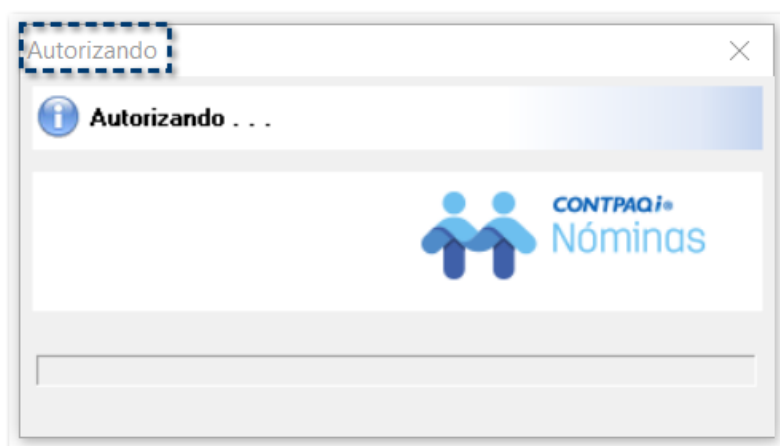 Autorizando
Autorizando . . .
CONTPAQi®
Nóminas